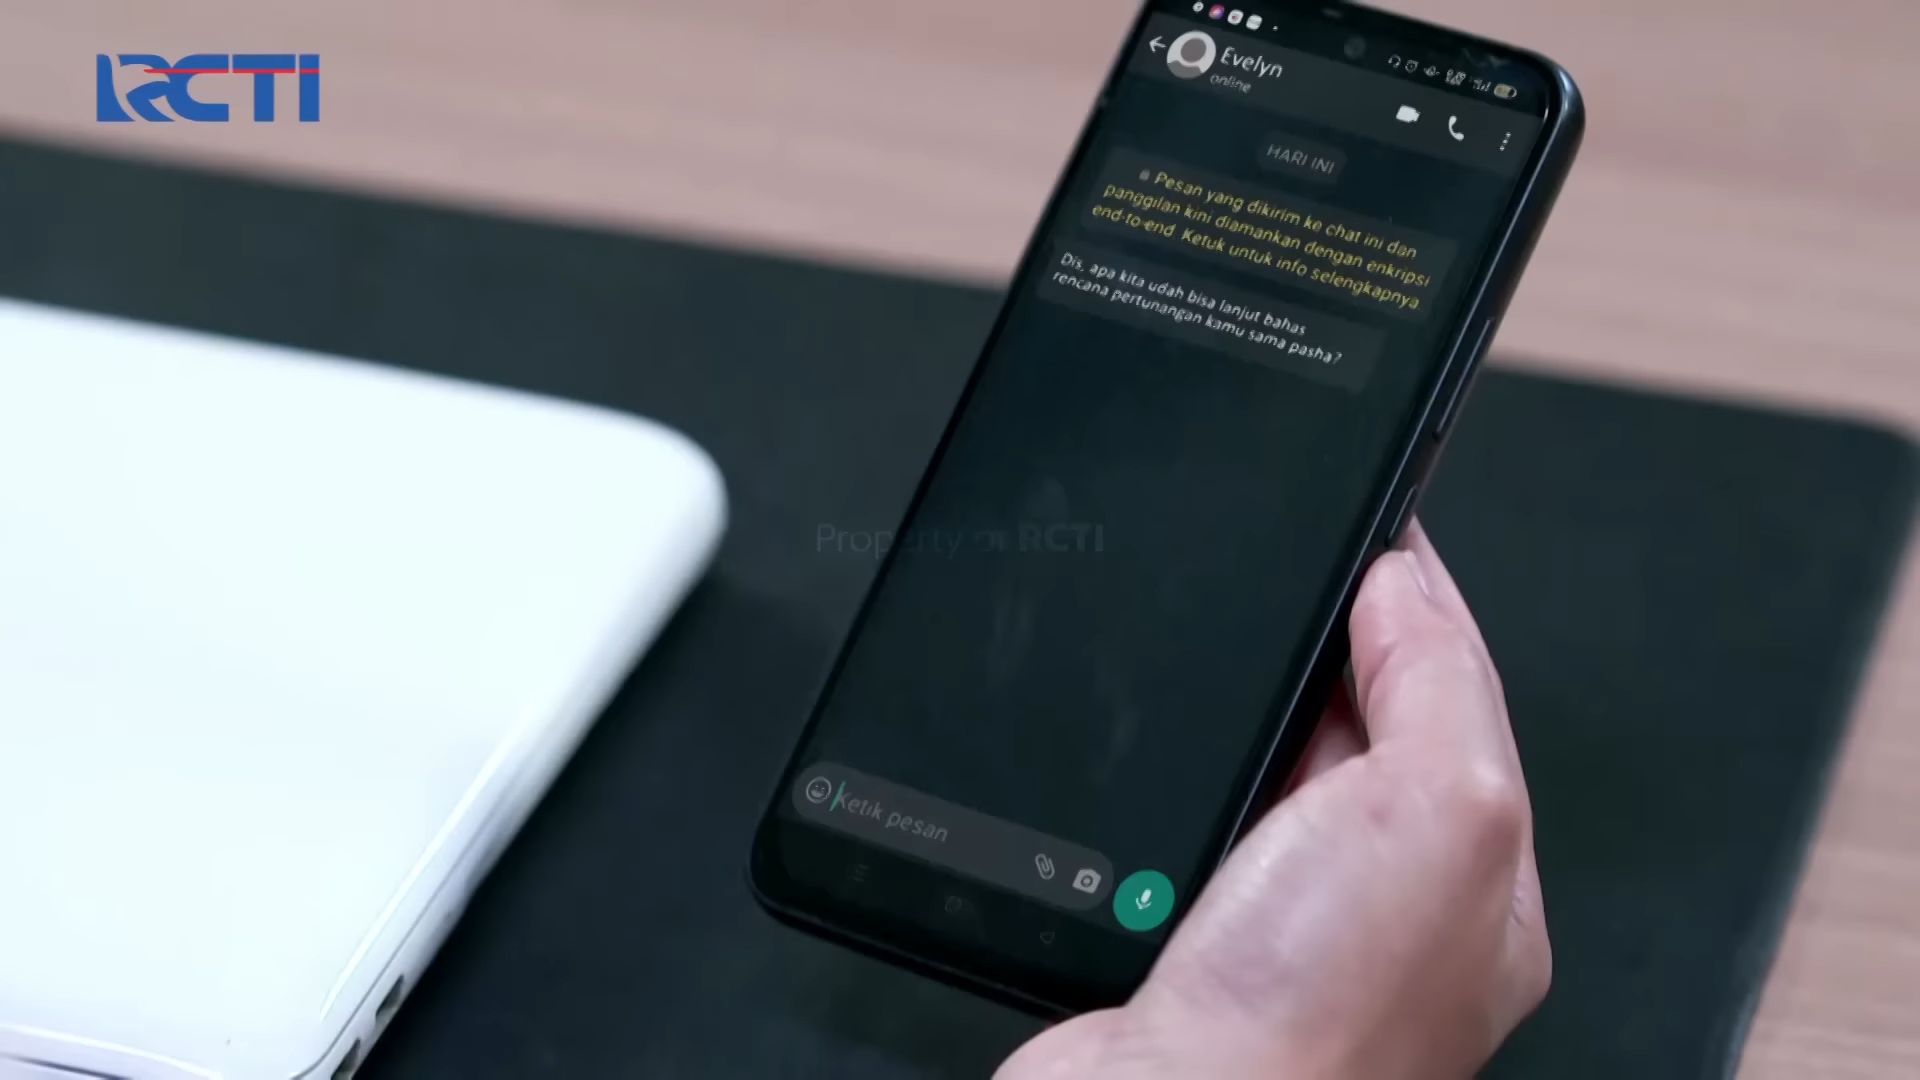 RCTI
Evelyn
online
HARI INI
Pesan yang dikirim ke chat ini dan
panggilan kini diamankan dengan enkripsi
end-to-end. Ketuk untuk info selengkapnya.
Dis, apa kita udah bisa lanjut bahas
rencana pertunangan kamu sama pasha?
Property of RCTI
Ketik pesan